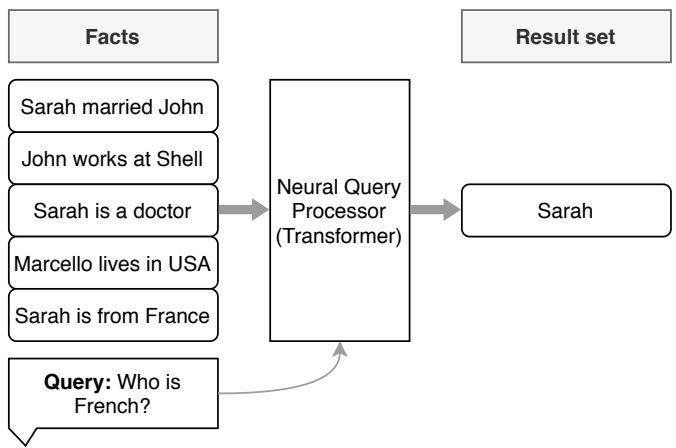 Facts
Result set
Sarah married John
John works at Shell
Sarah is a doctor
Marcello lives in USA
Sarah is from France
Query: Who is
French?
Neural Query
Processor
(Transformer)
Sarah